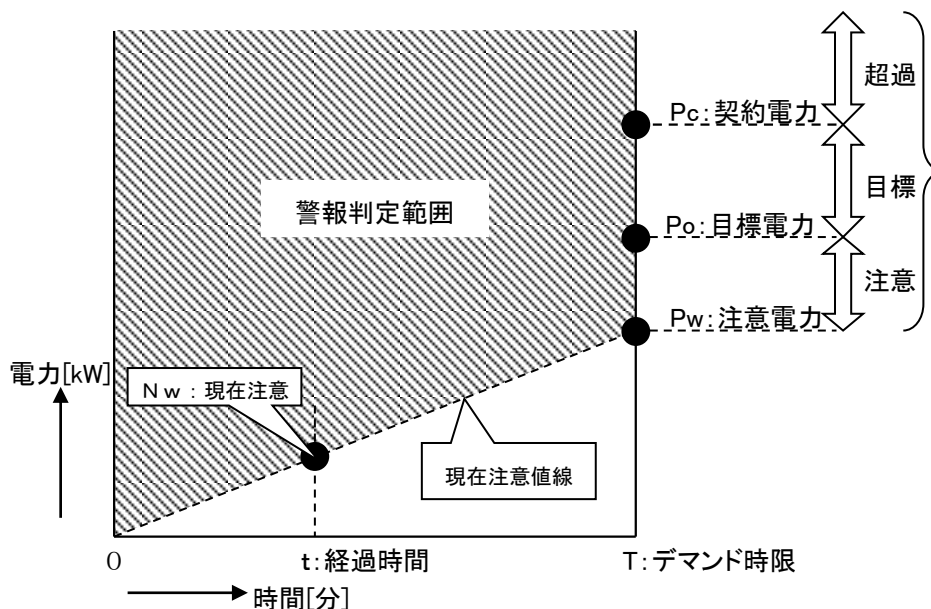 超過
Pc:契約電力
目標
警報判定範囲
Po:目標電力
注意
Pw:注意電力
電力[kW]
Nw:現在注意
現在注意値線
0
t:経過時間
T:デマンド時限
時間[分]